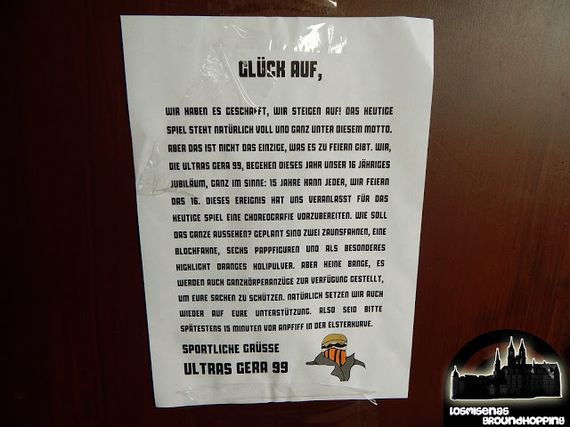 GLÜCK AUF,
WIR HABEN ES GESCHAFFT, WIR STEIGEN AUF! DAS HEUTIGE
SPIEL STEHT NATÜRLICH VOLL UND GANZ UNTER DIESEM MOTTO.
ABER DAS IST NICHT DAS EINZIGE, WAS ES ZU FEIERN GIBT. WIR,
DIE ULTRAS GERA 99, BEGEHEN DIESES JAHR UNSER 16 JÄHRIGES
JUBILÄUM, GANZ IM SINNE: 15 JAHRE KANN JEDER, WIR FEIERN
DAS 16. DIESES EREIGNIS HAT UNS VERANLASST FÜR DAS
HEUTIGE SPIEL EINE CHOREOGRAFIE VORZUBEREITEN. WIE SOLL
DAS GANZE AUSSEHEN? GEPLANT SIND ZWEI ZAUNSFAHNEN, EINE
BLOCKFAHNE, SECHS PAPPFIGUREN UND ALS BESONDERES
HIGHLIGHT ORANGES HOLIPULVER. ABER KEINE BANGE, ES
WERDEN AUCH GANZKÖRPERANZÜGE ZUR VERFÜGUNG GESTELLT,
UM EURE SACHEN ZU SCHÜTZEN. NATÜRLICH SETZEN WIR AUCH
WIEDER AUF EURE UNTERSTÜTZUNG. ALSO SEID BITTE
SPÄTESTENS 15 MINUTEN VOR ANPFIFF IN DER ELSTERKURVE.
SPORTLICHE GRÜSSE
ULTRAS GERA 99
LOSMISENAS
GROUNDHOPPING